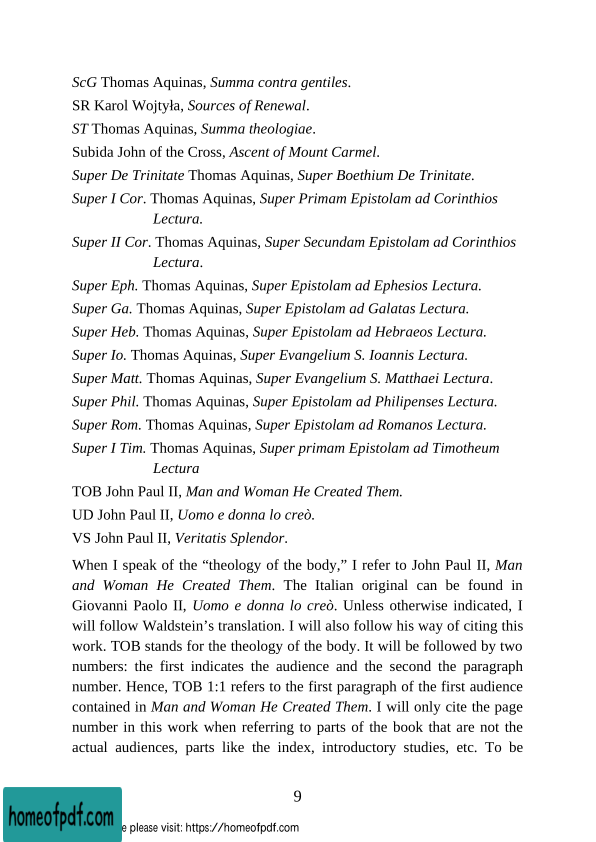 ScG Thomas Aquinas, Summa contra gentiles.
SR Karol Wojtyła, Sources of Renewal.
ST Thomas Aquinas, Summa theologiae.
Subida John of the Cross, Ascent of Mount Carmel.
Super De Trinitate Thomas Aquinas, Super Boethium De Trinitate.
Super I Cor. Thomas Aquinas, Super Primam Epistolam ad Corinthios
Lectura.
Super II Cor. Thomas Aquinas, Super Secundam Epistolam ad Corinthios
Lectura.
Super Eph. Thomas Aquinas, Super Epistolam ad Ephesios Lectura.
Super Ga. Thomas Aquinas, Super Epistolam ad Galatas Lectura.
Super Heb. Thomas Aquinas, Super Epistolam ad Hebraeos Lectura.
Super Io. Thomas Aquinas, Super Evangelium S. Ioannis Lectura.
Super Matt. Thomas Aquinas, Super Evangelium S. Matthaei Lectura.
Super Phil. Thomas Aquinas, Super Epistolam ad Philipenses Lectura.
Super Rom. Thomas Aquinas, Super Epistolam ad Romanos Lectura.
Super I Tim. Thomas Aquinas, Super primam Epistolam ad Timotheum
Lectura
TOB John Paul II, Man and Woman He Created Them.
UD John Paul II, Uomo e donna lo creò.
VS John Paul II, Veritatis Splendor.
When I speak of the “theology of the body,” I refer to John Paul II, Man
and Woman He Created Them. The Italian original can be found in
Giovanni Paolo II, Uomo e donna lo creò. Unless otherwise indicated, I
will follow Waldstein’s translation. I will also follow his way of citing this
work. TOB stands for the theology of the body. It will be followed by two
numbers: the first indicates the audience and the second the paragraph
number. Hence, TOB 1:1 refers to the first paragraph of the first audience
contained in Man and Woman He Created Them. I will only cite the page
number in this work when referring to parts of the book that are not the
actual audiences, parts like the index, introductory studies, etc. To be
9
homeofpdf.com
e please visit: https://homeofpdf.com